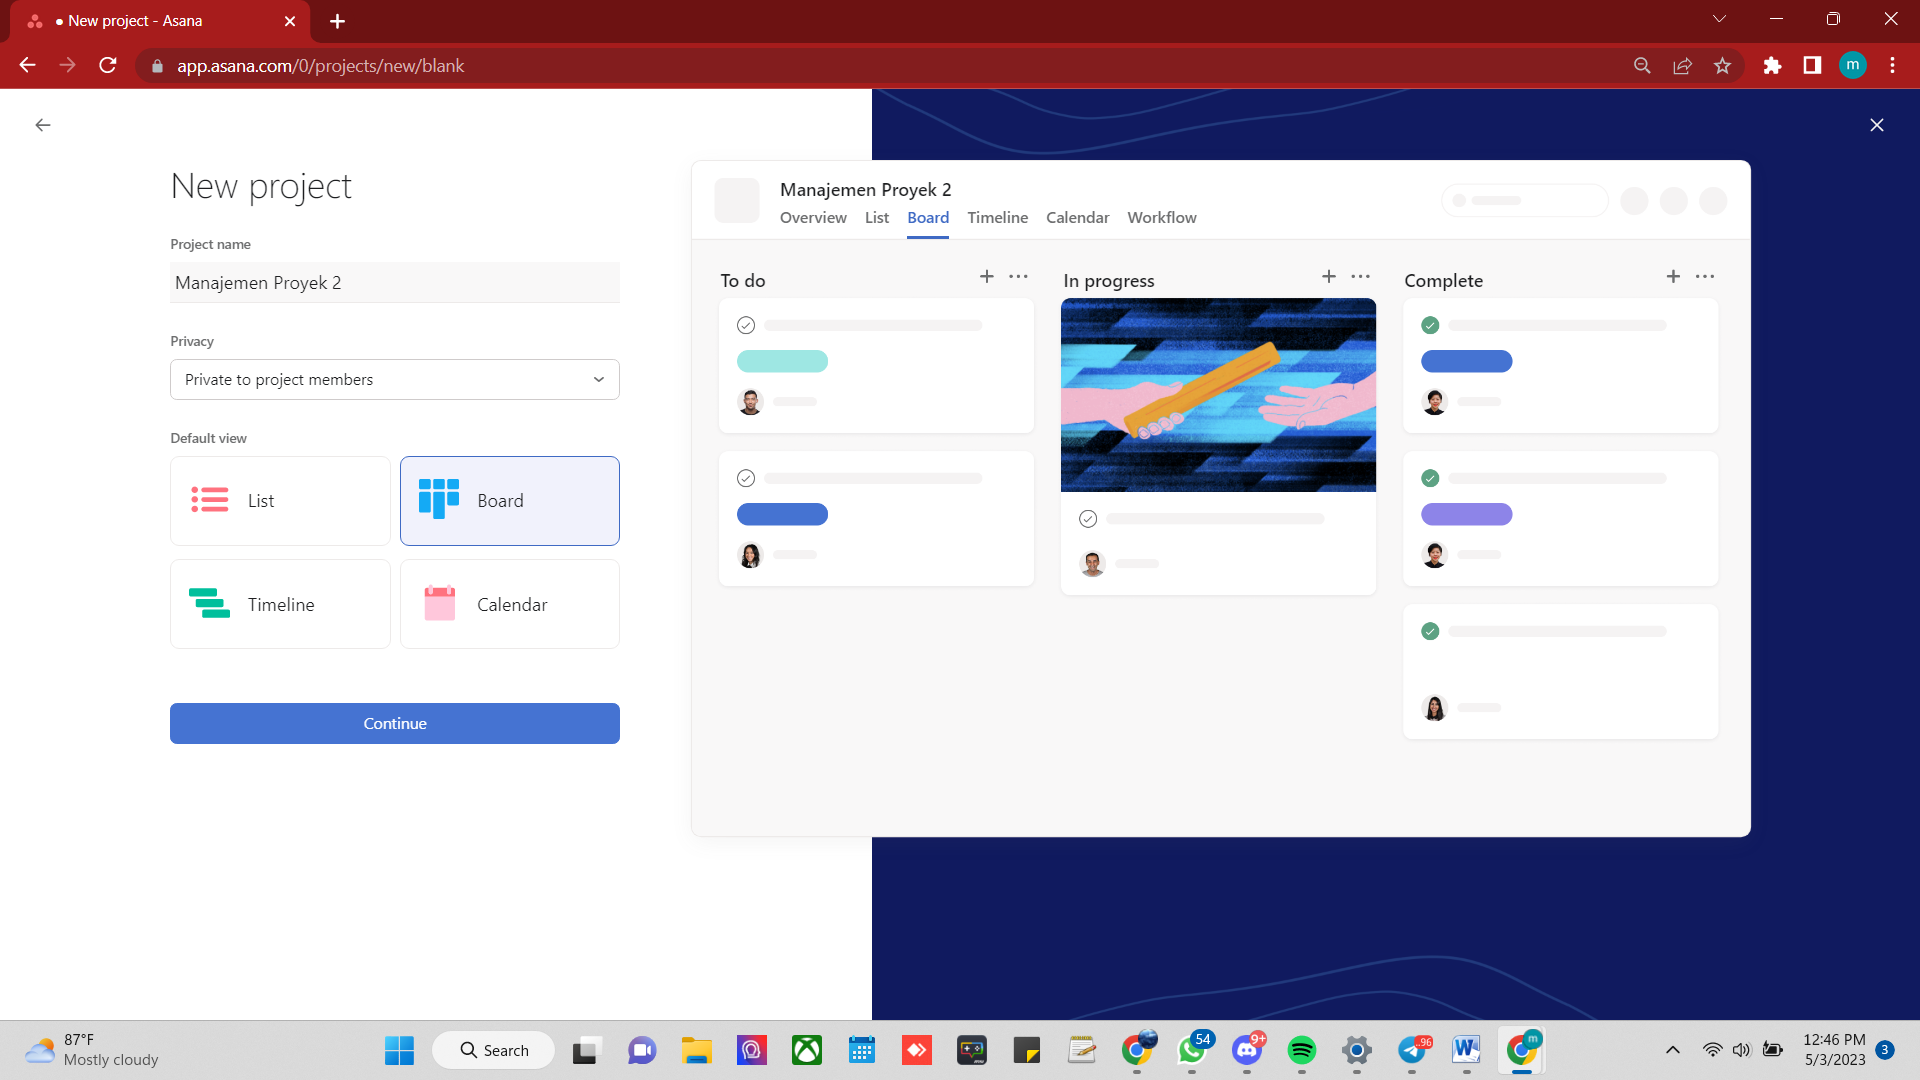 • New project - Asana
app.asana.com/0/projects/new/blank
m
New project
Project name
Manajemen Proyek 2
Privacy
Private to project members
Default view
List
Board
Timeline
Calendar
Continue
Manajemen Proyek 2
Overview List Board Timeline Calendar Workflow
To do
In progress
Complete
87°F
Mostly cloudy
Search
54
9+
..96
W
m
12:46 PM
5/3/2023
3